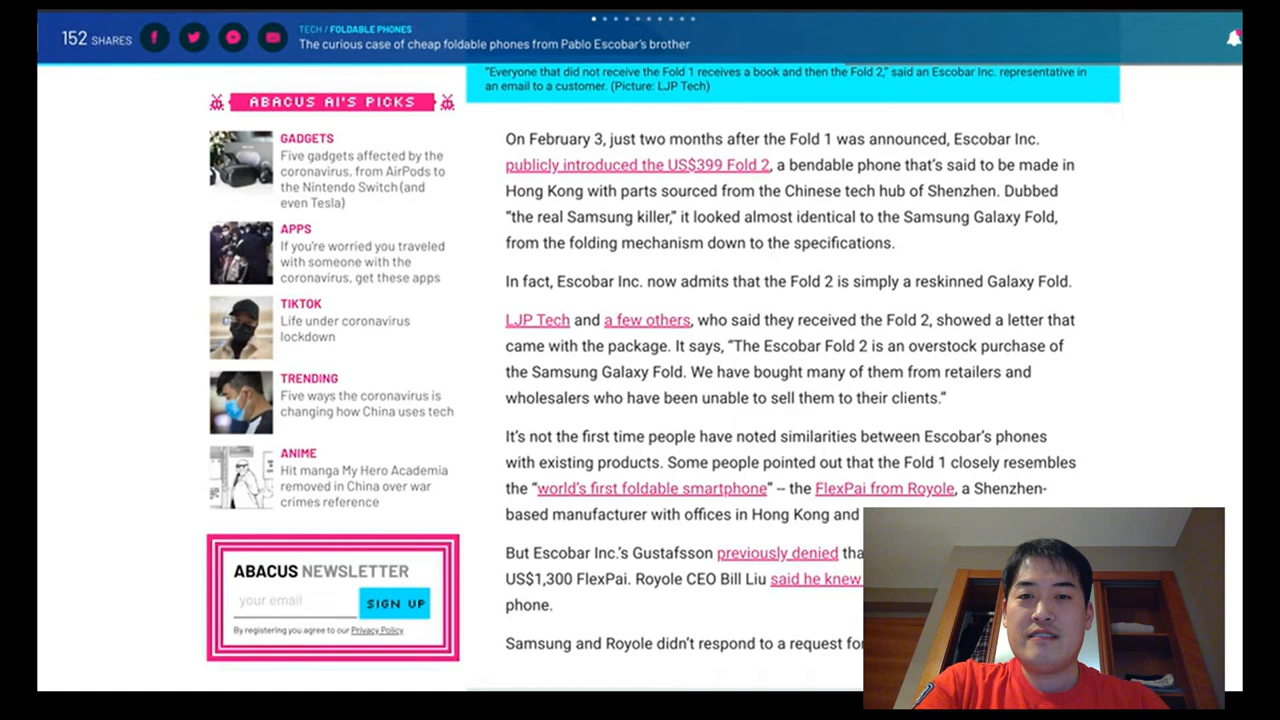 152 SHARES
TECH / FOLDABLE PHONES
The curious case of cheap foldable phones from Pablo Escobar's brother
"Everyone that did not receive the Fold 1 receives a book and then the Fold 2," said an Escobar Inc. representative in
an email to a customer. (Picture: LJP Tech)
ABACUS AI'S PICKS
GADGETS
Five gadgets affected by the
coronavirus, from AirPods to
the Nintendo Switch (and
even Tesla)
APPS
If you're worried you traveled
with someone with the
coronavirus, get these apps
TIKTOK
Life under coronavirus
lockdown
TRENDING
Five ways the coronavirus is
changing how China uses tech
ANIME
Hit manga My Hero Academia
removed in China over war
crimes reference
ABACUS NEWSLETTER
your email
SIGN UP
By registering you agree to our Privacy Policy
On February 3, just two months after the Fold 1 was announced, Escobar Inc.
publicly introduced the US$399 Fold 2, a bendable phone that's said to be made in
Hong Kong with parts sourced from the Chinese tech hub of Shenzhen. Dubbed
"the real Samsung killer," it looked almost identical to the Samsung Galaxy Fold,
from the folding mechanism down to the specifications.
In fact, Escobar Inc. now admits that the Fold 2 is simply a reskinned Galaxy Fold.
LJP Tech and a few others, who said they received the Fold 2, showed a letter that
came with the package. It says, "The Escobar Fold 2 is an overstock purchase of
the Samsung Galaxy Fold. We have bought many of them from retailers and
wholesalers who have been unable to sell them to their clients."
It's not the first time people have noted similarities between Escobar's phones
with existing products. Some people pointed out that the Fold 1 closely resembles
the "world's first foldable smartphone" -- the FlexPai from Royole, a Shenzhen-
based manufacturer with offices in Hong Kong and
But Escobar Inc.'s Gustafsson previously denied tha
US$1,300 FlexPai. Royole CEO Bill Liu said he knew
phone.
Samsung and Royole didn't respond to a request for